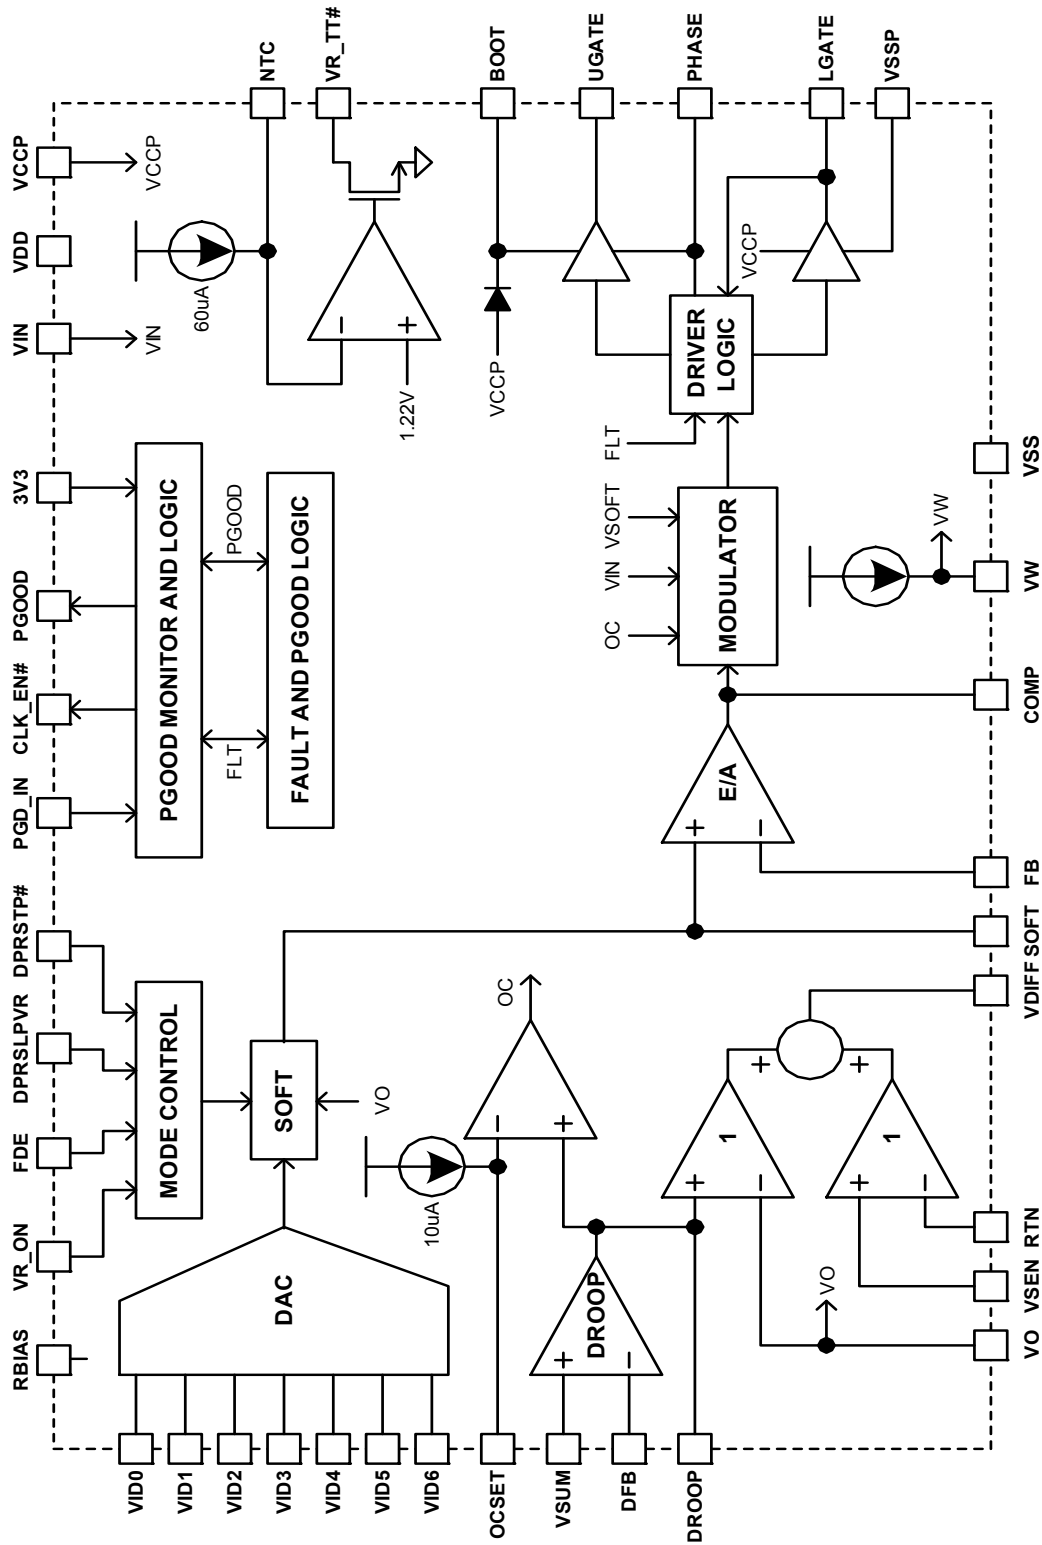 RBIAS
VR_ON
FDE
DPRSLPVR
DPRSTP#
PGD_IN
CLK_EN#
PGOOD
3V3
VIN
VDD
VCCP
VIN
VCCP
MODE CONTROL
PGOOD MONITOR AND LOGIC
FLT
PGOOD
FAULT AND PGOOD LOGIC
60uA
NTC
VR_TT#
1.22V
VID0
VID1
VID2
VID3
VID4
VID5
VID6
DAC
SOFT
VO
10uA
OCSET
VSUM
DFB
DROOP
DROOP
OC
VCCP
BOOT
UGATE
PHASE
LGATE
VSSP
VCCP
DRIVER
LOGIC
FLT
OC
VIN
VSOFT
MODULATOR
E/A
1
1
VO
VW
VO
VSEN
RTN
VDIFF
SOFT
FB
COMP
VW
VSS
+
−
+
−
+
−
+
−
+
−
+
−
+
+